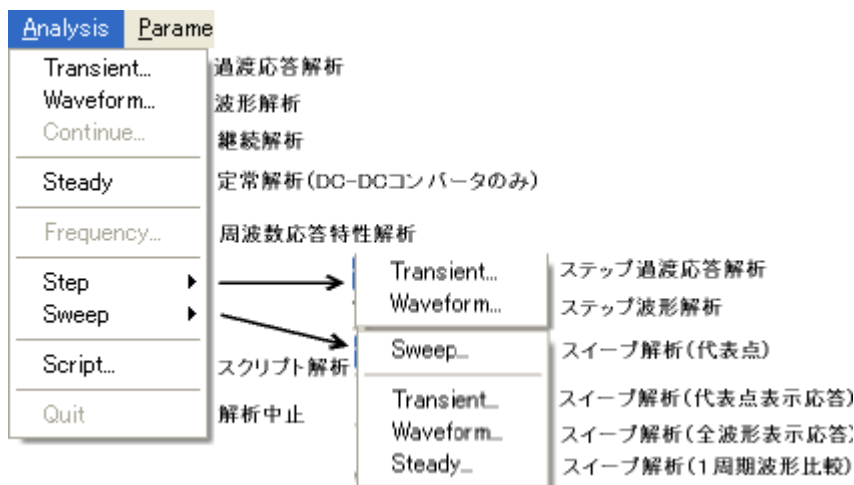 Analysis Parame
Transient... 過渡応答解析
Waveform... 波形解析
Continue... 継続解析
Steady 定常解析(DC-DCコンバータのみ)
Frequency... 周波数応答特性解析
Step
Transient... ステップ過渡応答解析
Waveform... ステップ波形解析
Sweep
Sweep... スイープ解析(代表点)
Transient... スイープ解析(代表点表示応答)
Waveform... スイープ解析(全波形表示応答)
Steady... スイープ解析(1周期波形比較)
Script... スクリプト解析
Quit 解析中止